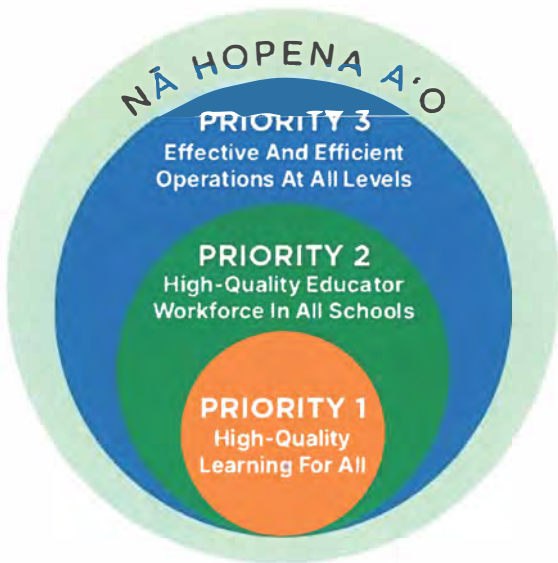 NĀ HOPENA AʻO
PRIORITY 3
Effective And Efficient
Operations At All Levels
PRIORITY 2
High-Quality Educator
Workforce In All Schools
PRIORITY 1
High-Quality
Learning For All